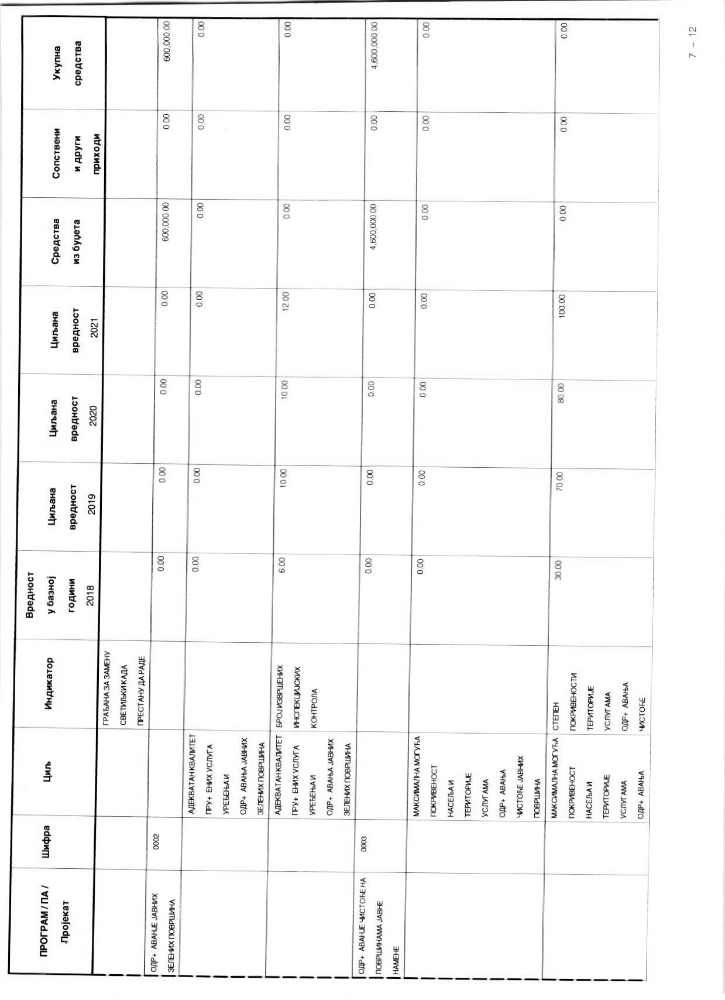 ПРОГРАМ / ПА /
Пројекат
Шифра
Циљ
Индикатор
Вредност
у базној
години
2018
Циљана
вредност
2019
Циљана
вредност
2020
Циљана
вредност
2021
Средства
из буџета
Сопствени
и други
приходи
Укупна
средства
ГРАЂАНА ЗА ЗАМЕНУ
СВЕТИЉКИ КАДА
ПРЕСТАНУ ДА РАДЕ
ОДР+ АВАЊЕ ЈАВНИХ
ЗЕЛЕНИХ ПОВРШИНА
0002
0.00
0.00
0.00
0.00
600,000.00
0.00
600,000.00
АДЕКВАТАН КВАЛИТЕТ
ПРУ+ ЕНИХ УСЛУГА
УРЕЂЕЊА И
ОДР+ АВАЊА ЈАВНИХ
ЗЕЛЕНИХ ПОВРШИНА
0.00
0.00
0.00
0.00
0.00
0.00
0.00
АДЕКВАТАН КВАЛИТЕТ
ПРУ+ ЕНИХ УСЛУГА
УРЕЂЕЊА И
ОДР+ АВАЊА ЈАВНИХ
ЗЕЛЕНИХ ПОВРШИНА
БРОЈ ИЗВРШЕНИХ
ИНСПЕКЦИЈСКИХ
КОНТРОЛА
6.00
10.00
10.00
12.00
0.00
0.00
0.00
ОДР+ АВАЊЕ ЧИСТОЋЕ НА
ПОВРШИНАМА ЈАВНЕ
НАМЕНЕ
0003
0.00
0.00
0.00
0.00
4,600,000.00
0.00
4,600,000.00
МАКСИМАЛНА МОГУЋА
ПОКРИВЕНОСТ
НАСЕЉА И
ТЕРИТОРИЈЕ
УСЛУГАМА
ОДР+ АВАЊА
ЧИСТОЋЕ ЈАВНИХ
ПОВРШИНА
0.00
0.00
0.00
0.00
0.00
0.00
0.00
МАКСИМАЛНА МОГУЋА
ПОКРИВЕНОСТ
НАСЕЉА И
ТЕРИТОРИЈЕ
УСЛУГАМА
ОДР+ АВАЊА
СТЕПЕН
ПОКРИВЕНОСТИ
ТЕРИТОРИЈЕ
УСЛУГАМА
ОДР+ АВАЊА
ЧИСТОЋЕ
30.00
70.00
80.00
100.00
0.00
0.00
0.00
7 - 12